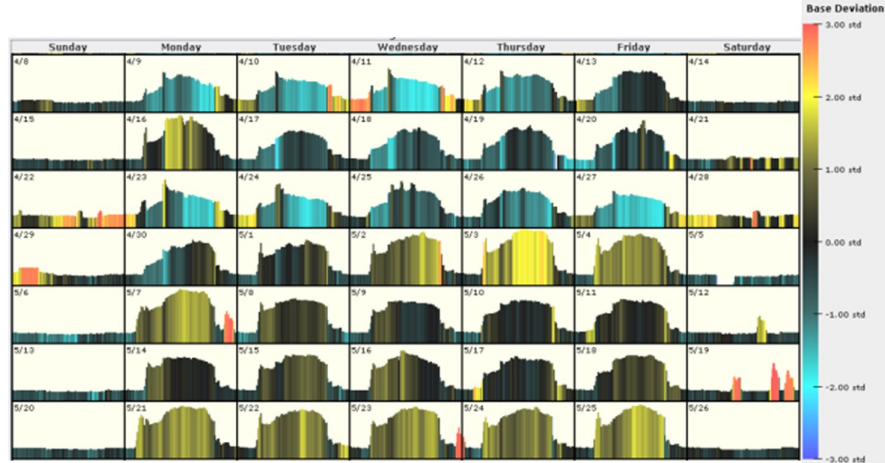 Base Deviation
3.00 std
Sunday Monday Tuesday Wednesday Thursday Friday Saturday
4/8 4/9 4/10 4/11 4/12 4/13 4/14
2.00 std
4/15 4/16 4/17 4/18 4/19 4/20 4/21
1.00 std
4/22 4/23 4/24 4/25 4/26 4/27 4/28
4/29 4/30 5/1 5/2 5/3 5/4 5/5
0.00 std
5/6 5/7 5/8 5/9 5/10 5/11 5/12
-1.00 std
5/13 5/14 5/15 5/16 5/17 5/18 5/19
-2.00 std
5/20 5/21 5/22 5/23 5/24 5/25 5/26
-3.00 std